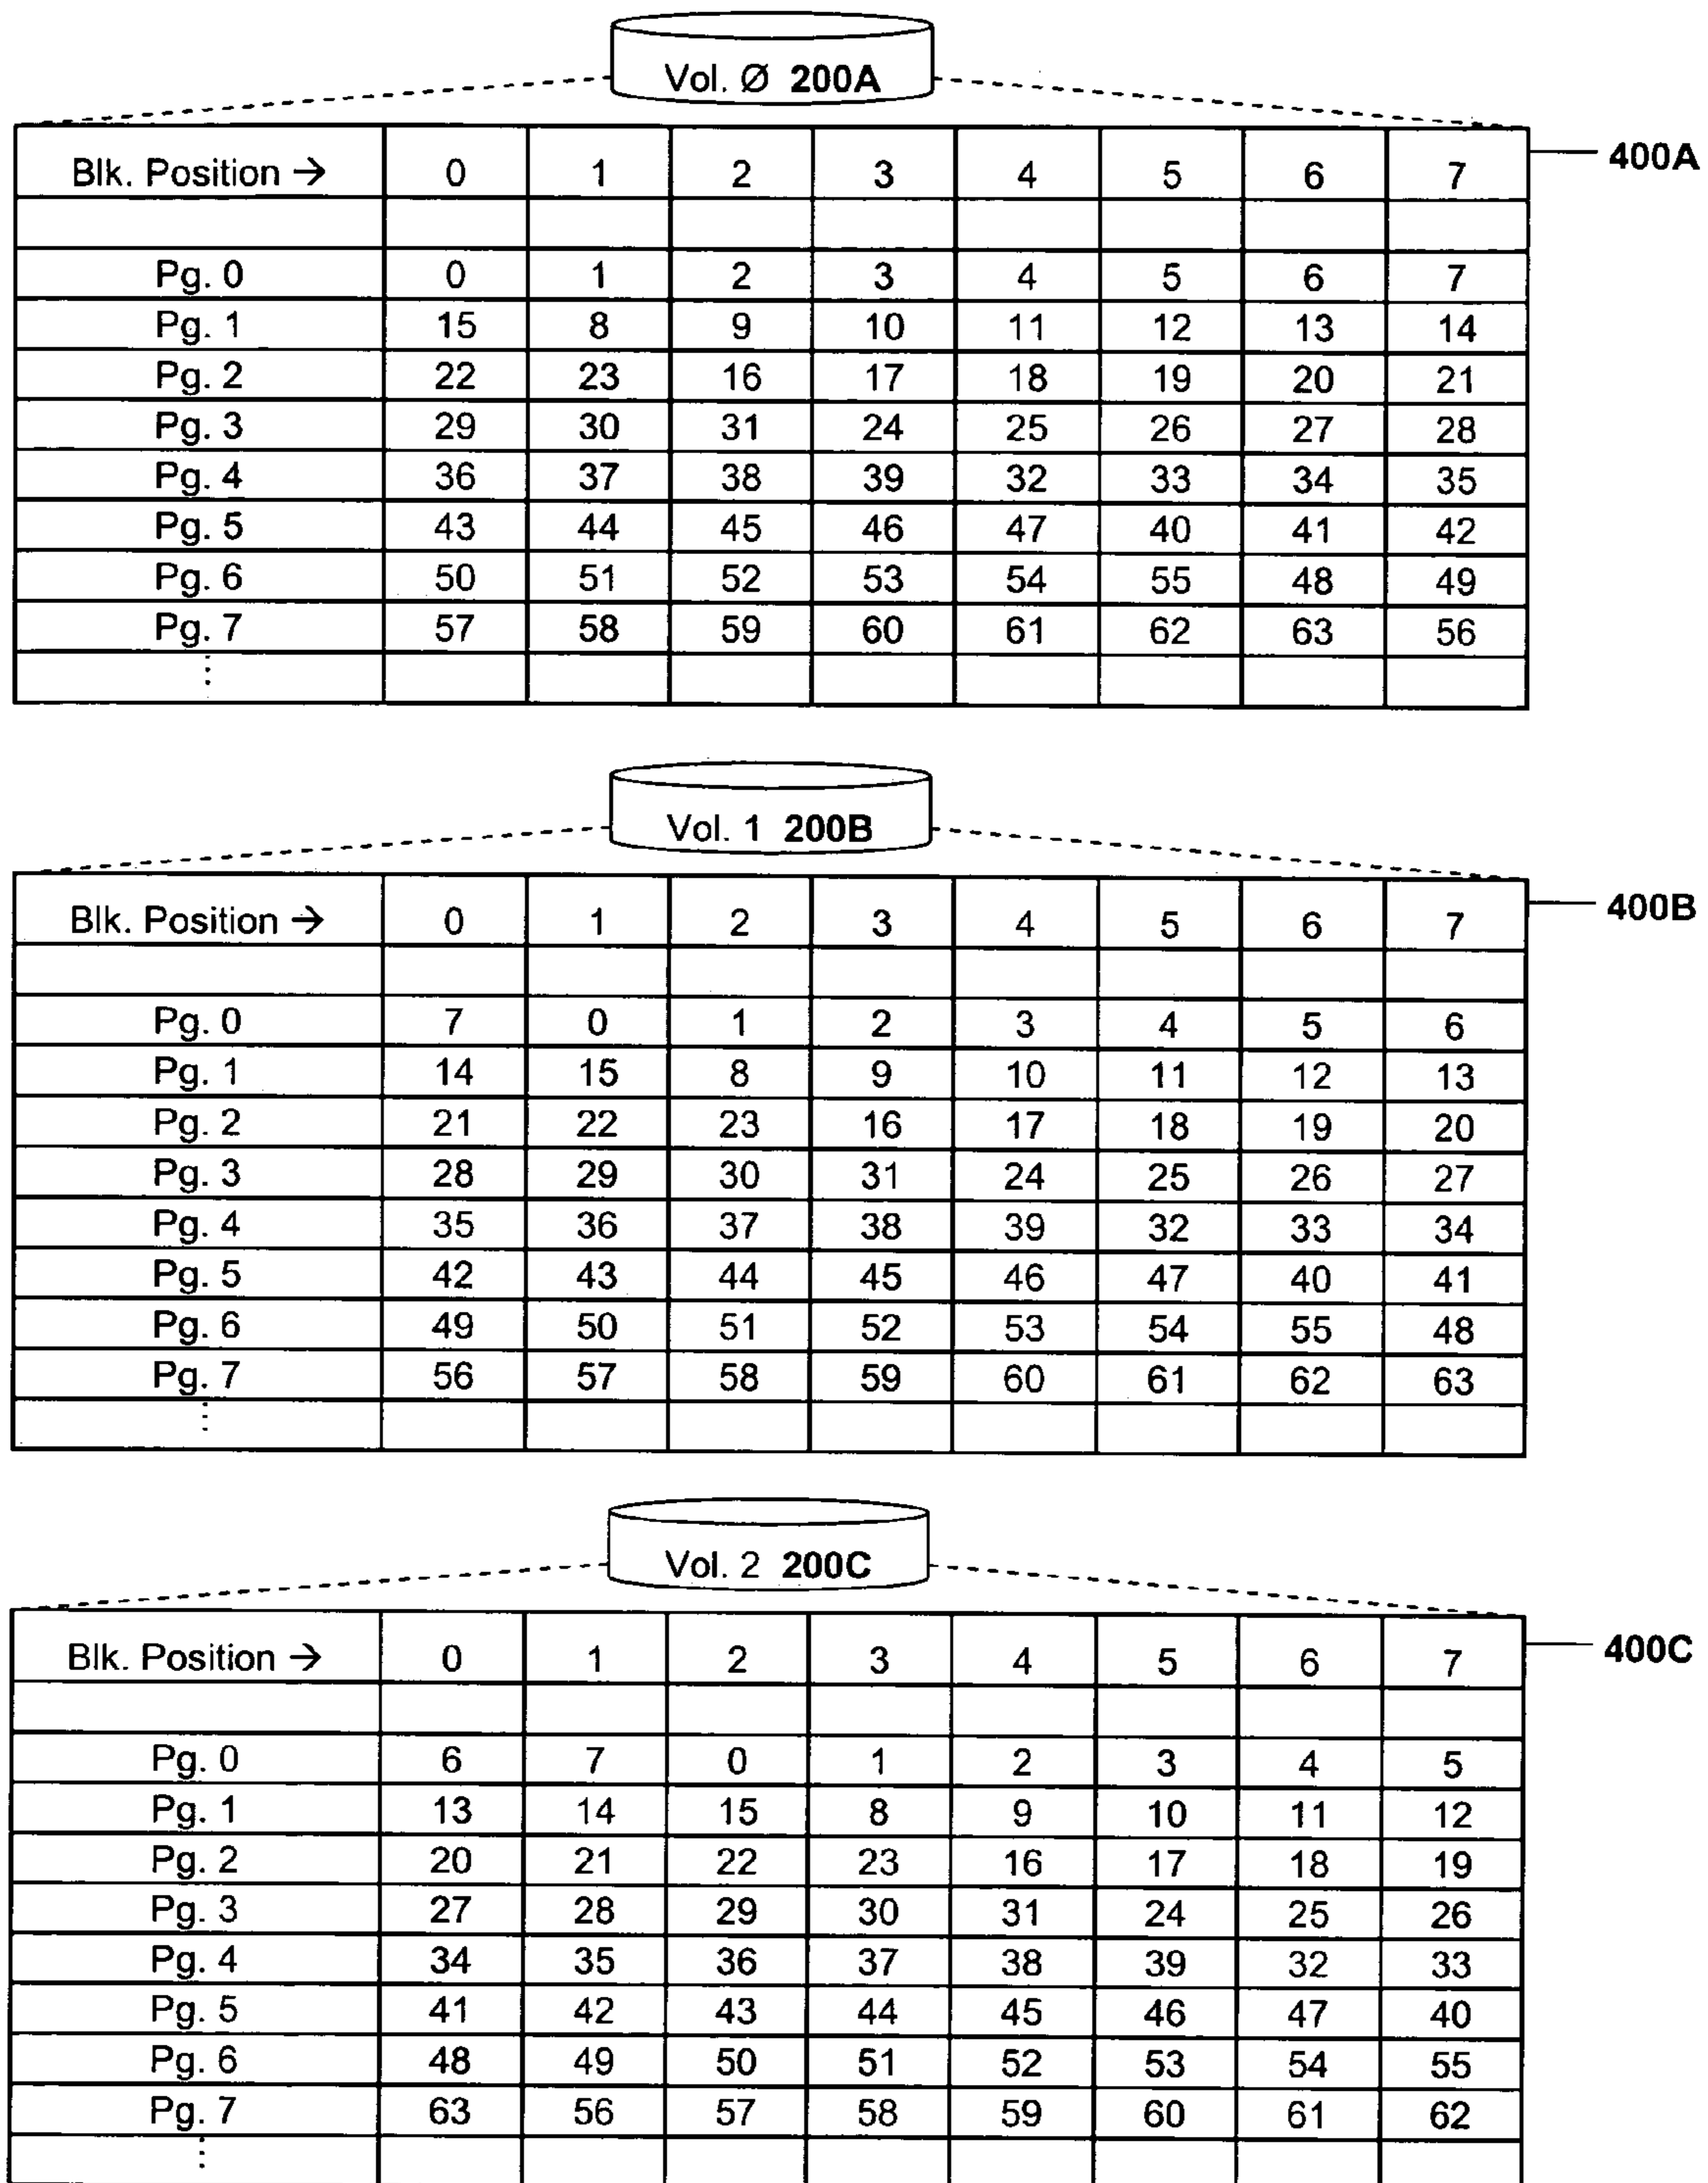 Vol. Ø 200A
Blk. Position → 0 1 2 3 4 5 6 7
400A
Pg. 0 0 1 2 3 4 5 6 7
Pg. 1 15 8 9 10 11 12 13 14
Pg. 2 22 23 16 17 18 19 20 21
Pg. 3 29 30 31 24 25 26 27 28
Pg. 4 36 37 38 39 32 33 34 35
Pg. 5 43 44 45 46 47 40 41 42
Pg. 6 50 51 52 53 54 55 48 49
Pg. 7 57 58 59 60 61 62 63 56
⋮
Vol. 1 200B
Blk. Position → 0 1 2 3 4 5 6 7
400B
Pg. 0 7 0 1 2 3 4 5 6
Pg. 1 14 15 8 9 10 11 12 13
Pg. 2 21 22 23 16 17 18 19 20
Pg. 3 28 29 30 31 24 25 26 27
Pg. 4 35 36 37 38 39 32 33 34
Pg. 5 42 43 44 45 46 47 40 41
Pg. 6 49 50 51 52 53 54 55 48
Pg. 7 56 57 58 59 60 61 62 63
⋮
Vol. 2 200C
Blk. Position → 0 1 2 3 4 5 6 7
400C
Pg. 0 6 7 0 1 2 3 4 5
Pg. 1 13 14 15 8 9 10 11 12
Pg. 2 20 21 22 23 16 17 18 19
Pg. 3 27 28 29 30 31 24 25 26
Pg. 4 34 35 36 37 38 39 32 33
Pg. 5 41 42 43 44 45 46 47 40
Pg. 6 48 49 50 51 52 53 54 55
Pg. 7 63 56 57 58 59 60 61 62
⋮